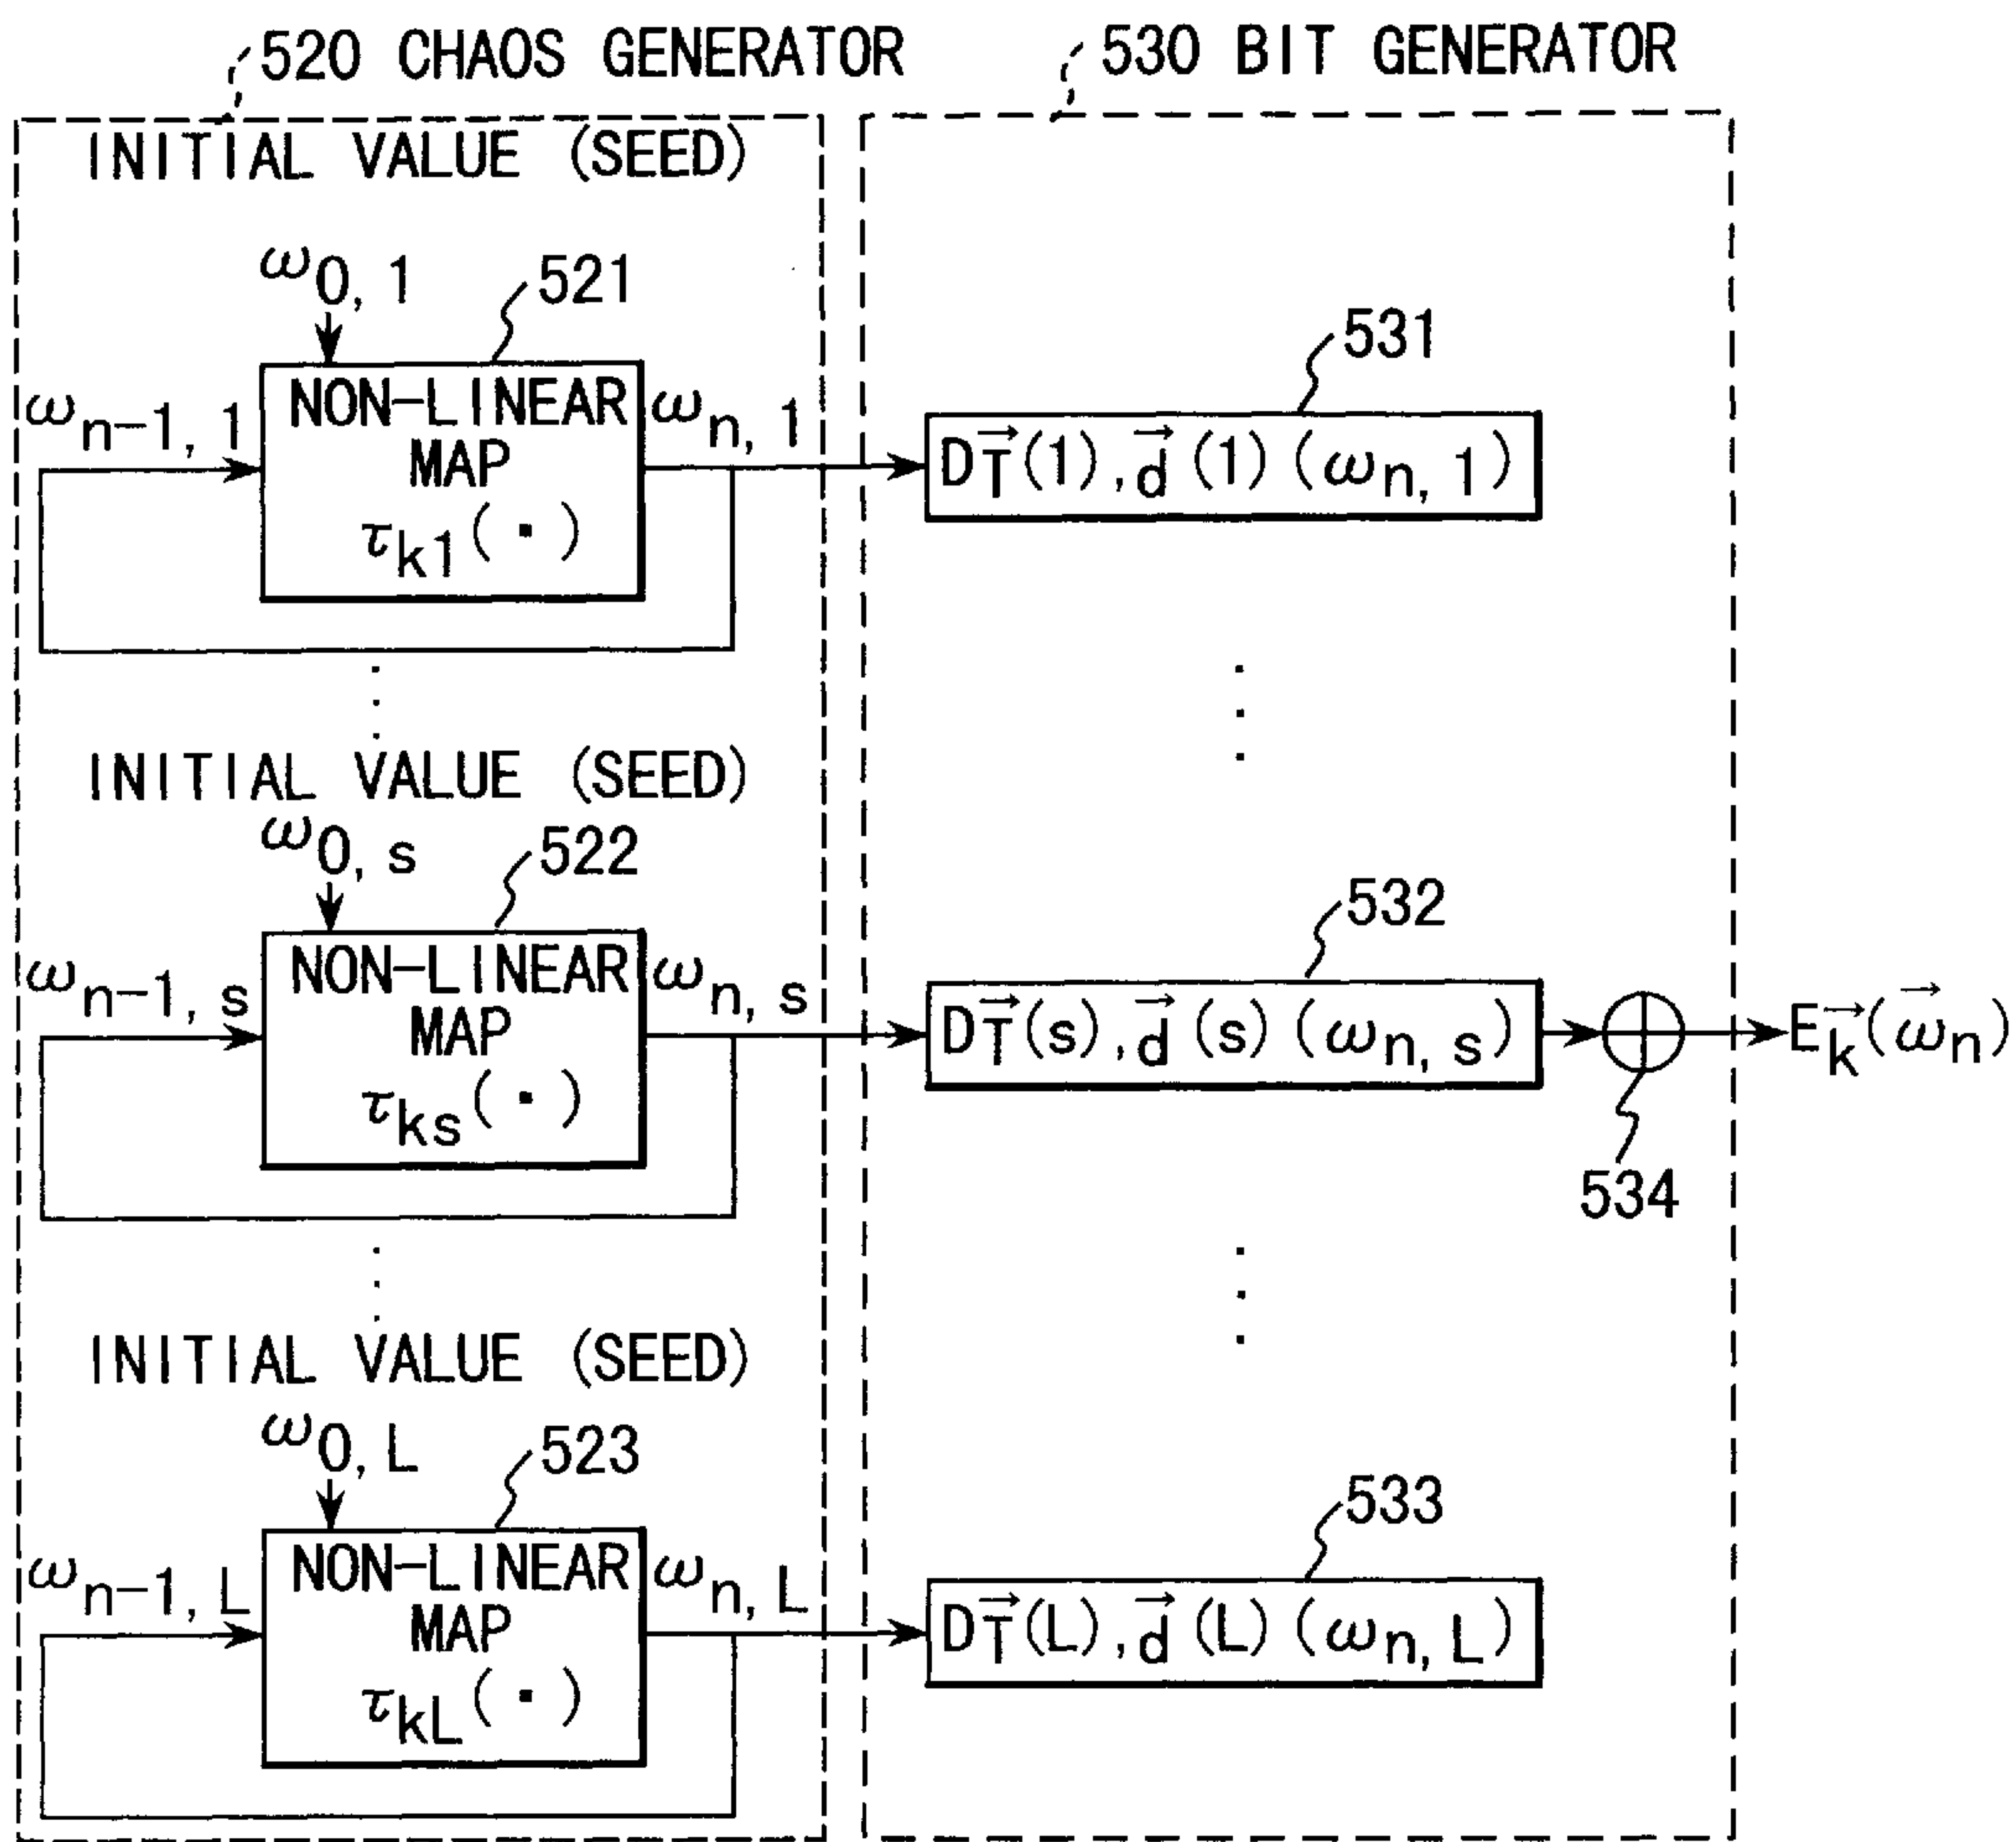 520 CHAOS GENERATOR
530 BIT GENERATOR
INITIAL VALUE (SEED)
ω0, 1
521
531
ωn-1, 1
NON-LINEAR
MAP
τk1(·)
ωn, 1
DT⃗(1), d⃗(1)(ωn, 1)
INITIAL VALUE (SEED)
ω0, s
522
532
ωn-1, s
NON-LINEAR
MAP
τks(·)
ωn, s
DT⃗(s), d⃗(s)(ωn, s)
Ek⃗(ω⃗n)
534
INITIAL VALUE (SEED)
ω0, L
523
533
ωn-1, L
NON-LINEAR
MAP
τkL(·)
ωn, L
DT⃗(L), d⃗(L)(ωn, L)